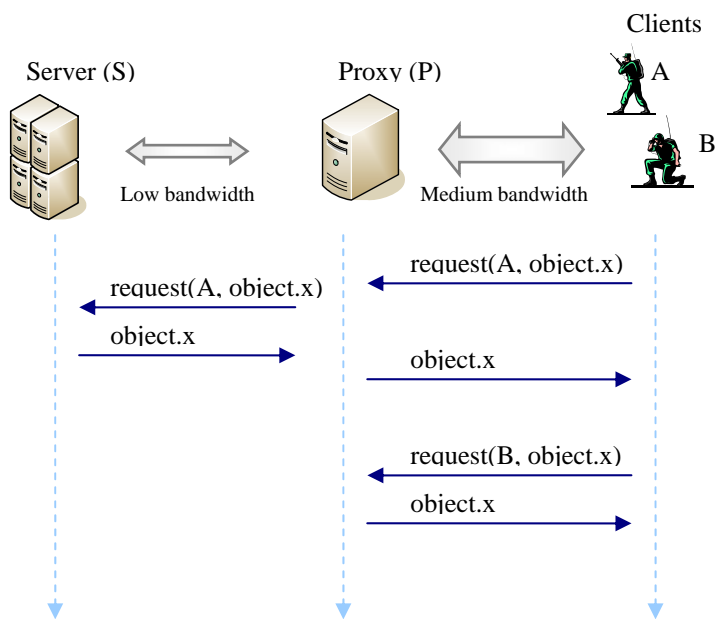 Clients
Server (S)
Proxy (P)
A
B
Low bandwidth
Medium bandwidth
request(A, object.x)
request(A, object.x)
object.x
object.x
request(B, object.x)
object.x